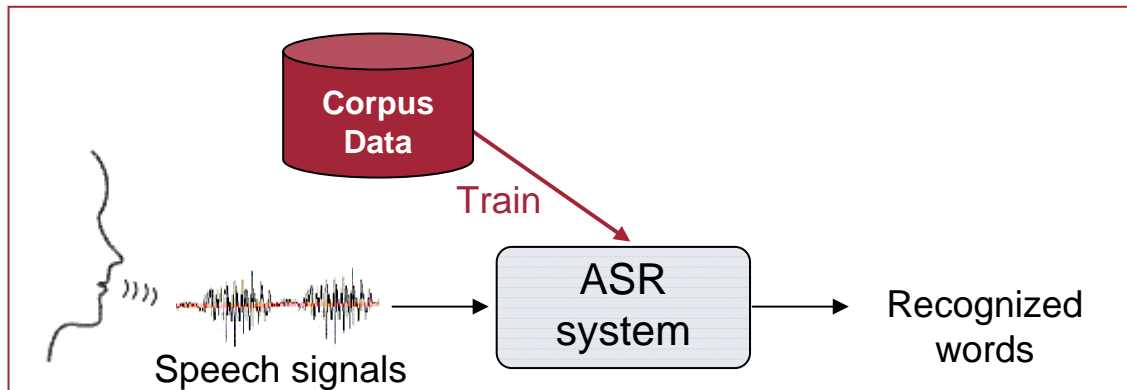 Corpus
Data
Train
ASR
system
Speech signals
Recognized
words